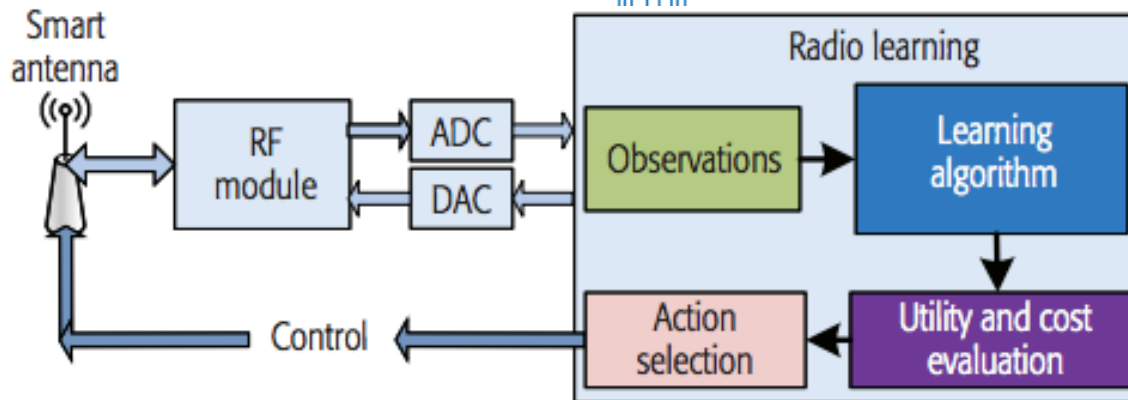 Smart
antenna
RF
module
ADC
DAC
Radio learning
Observations
Learning
algorithm
Control
Action
selection
Utility and cost
evaluation